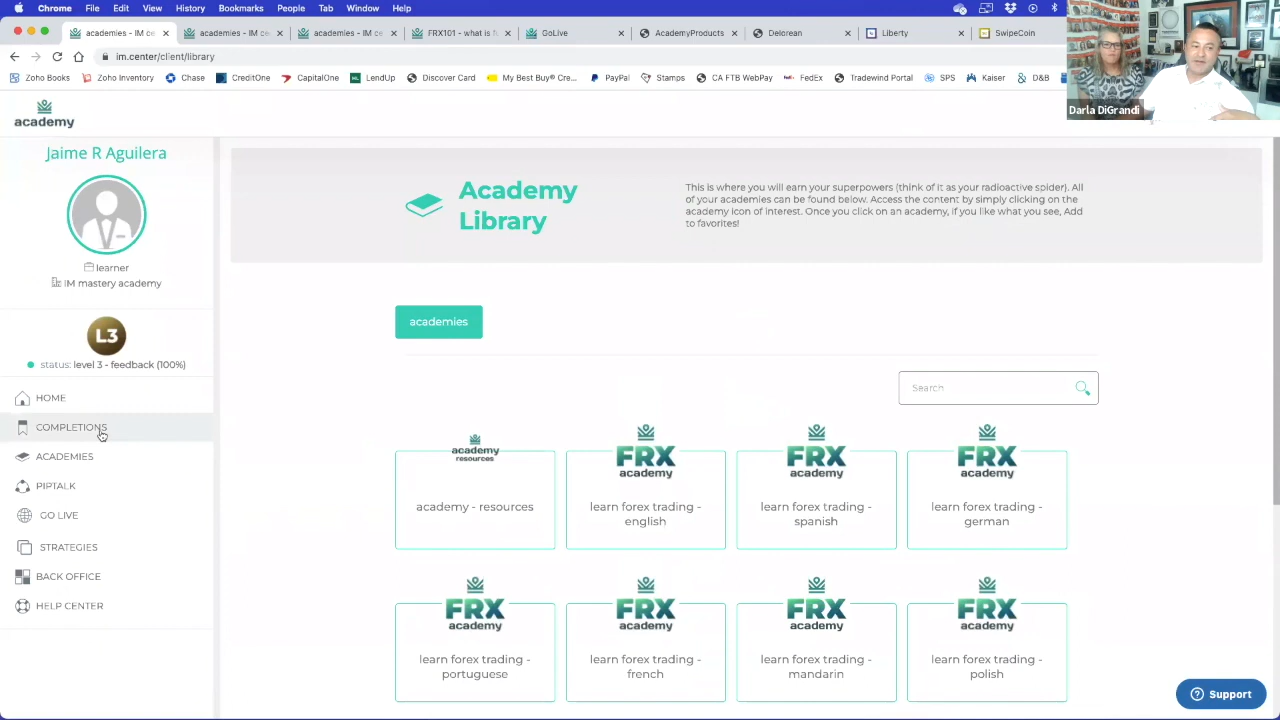 Chrome File Edit View History Bookmarks People Tab Window Help
academies - IM ce academies - IM ce academies - IM what is GoLive AcademyProducts Delorean Liberty SwipeCoin
im.center/client/library
Zoho Books Zoho Inventory Chase CreditOne CapitalOne LendUp Discover Card My Best Buy® Cre... PayPal Stamps CA FTB WebPay FedEx Tradewind Portal SPS Kaiser D&B
Darla DiGrandi
academy
Jaime R Aguilera
learner
IM mastery academy
L3
status: level 3 - feedback (100%)
HOME
COMPLETIONS
ACADEMIES
PIPTALK
GO LIVE
STRATEGIES
BACK OFFICE
HELP CENTER
Academy
Library
This is where you will earn your superpowers (think of it as your radioactive spider). All
of your academies can be found below. Access the content by simply clicking on the
academy icon of interest. Once you click on an academy, if you like what you see, Add
to favorites!
academies
Search
academy
resources
academy - resources
FRX
academy
learn forex trading -
english
FRX
academy
learn forex trading -
spanish
FRX
academy
learn forex trading -
german
FRX
academy
learn forex trading -
portuguese
FRX
academy
learn forex trading -
french
FRX
academy
learn forex trading -
mandarin
FRX
academy
learn forex trading -
polish
Support